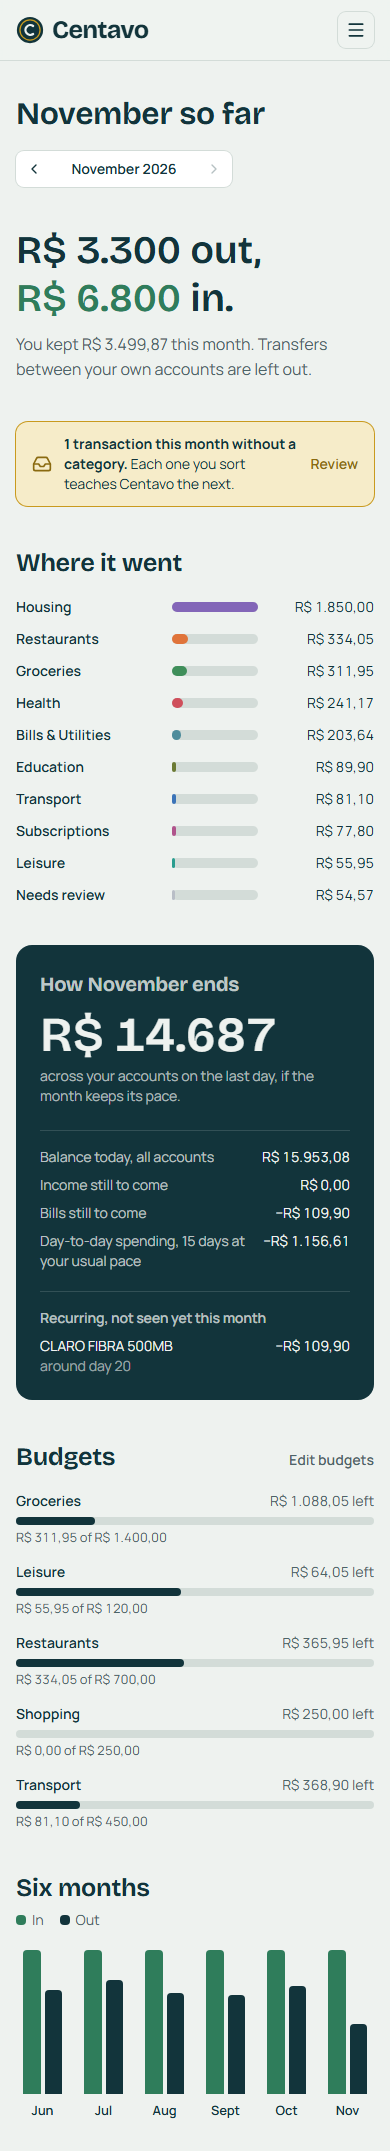 Centavo
November so far
November 2026
R$ 3.300 out,
R$ 6.800 in.
You kept R$ 3.499,87 this month. Transfers
between your own accounts are left out.
1 transaction this month without a
category. Each one you sort
teaches Centavo the next.
Review
Where it went
Housing R$ 1.850,00
Restaurants R$ 334,05
Groceries R$ 311,95
Health R$ 241,17
Bills & Utilities R$ 203,64
Education R$ 89,90
Transport R$ 81,10
Subscriptions R$ 77,80
Leisure R$ 55,95
Needs review R$ 54,57
How November ends
R$ 14.687
across your accounts on the last day, if the
month keeps its pace.
Balance today, all accounts R$ 15.953,08
Income still to come R$ 0,00
Bills still to come −R$ 109,90
Day-to-day spending, 15 days at −R$ 1.156,61
your usual pace
Recurring, not seen yet this month
CLARO FIBRA 500MB −R$ 109,90
around day 20
Budgets Edit budgets
Groceries R$ 1.088,05 left
R$ 311,95 of R$ 1.400,00
Leisure R$ 64,05 left
R$ 55,95 of R$ 120,00
Restaurants R$ 365,95 left
R$ 334,05 of R$ 700,00
Shopping R$ 250,00 left
R$ 0,00 of R$ 250,00
Transport R$ 368,90 left
R$ 81,10 of R$ 450,00
Six months
In Out
Jun Jul Aug Sept Oct Nov